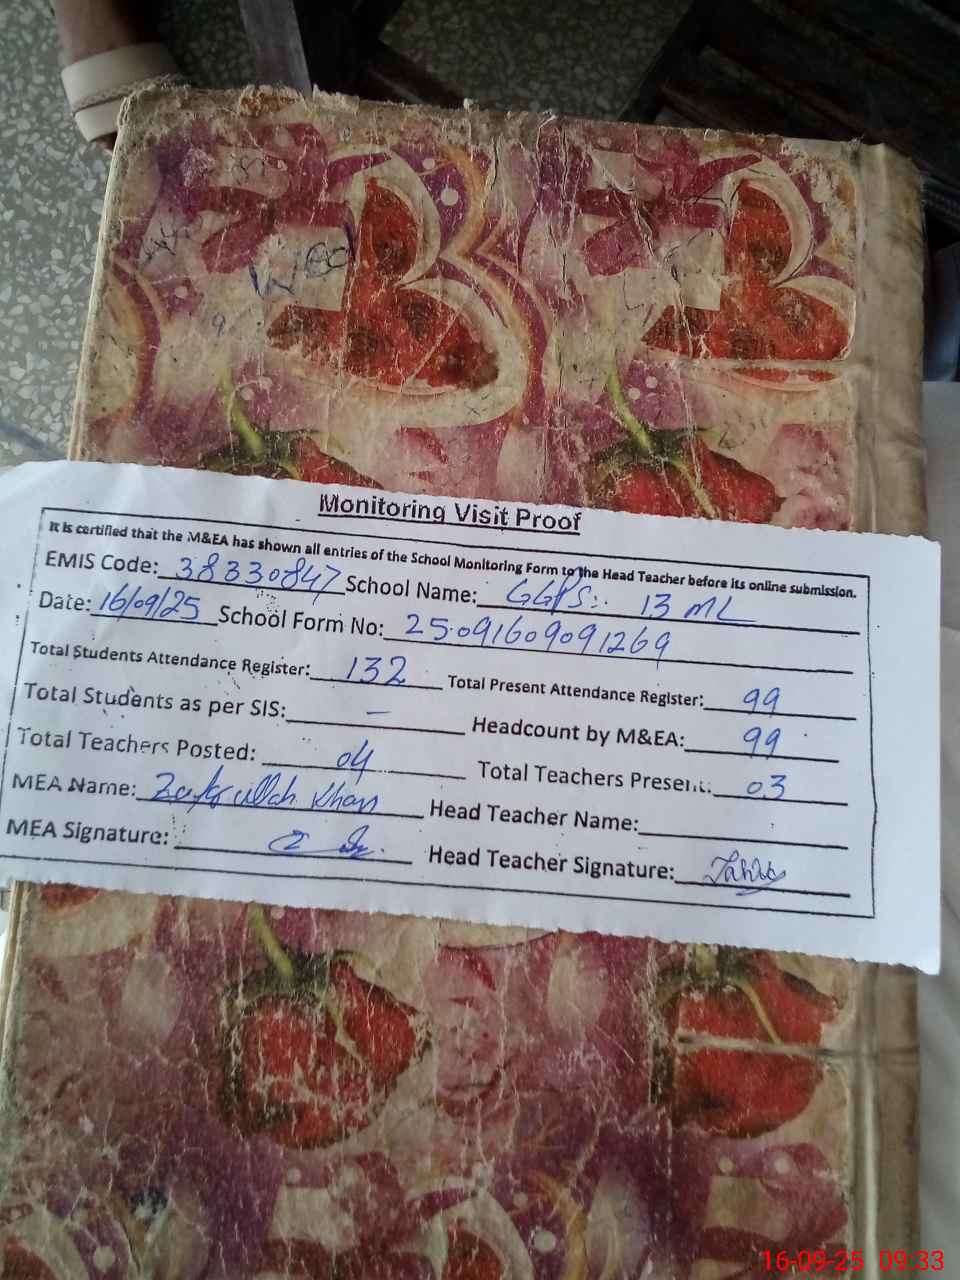 Monitoring Visit Proof
It is certified that the M&EA has shown all entries of the School Monitoring Form to the Head Teacher before its online submission.
EMIS Code: 38330847 School Name: GGPS: 13 ML
Date: 16/09/25 School Form No: 25091609091269
Total Students Attendance Register: 132 Total Present Attendance Register: 99
Total Students as per SIS: - Headcount by M&EA: 99
Total Teachers Posted: 04 Total Teachers Present: 03
MEA Name: Zafrullah Khan Head Teacher Name:
MEA Signature: Head Teacher Signature:
16-09-25 09:33